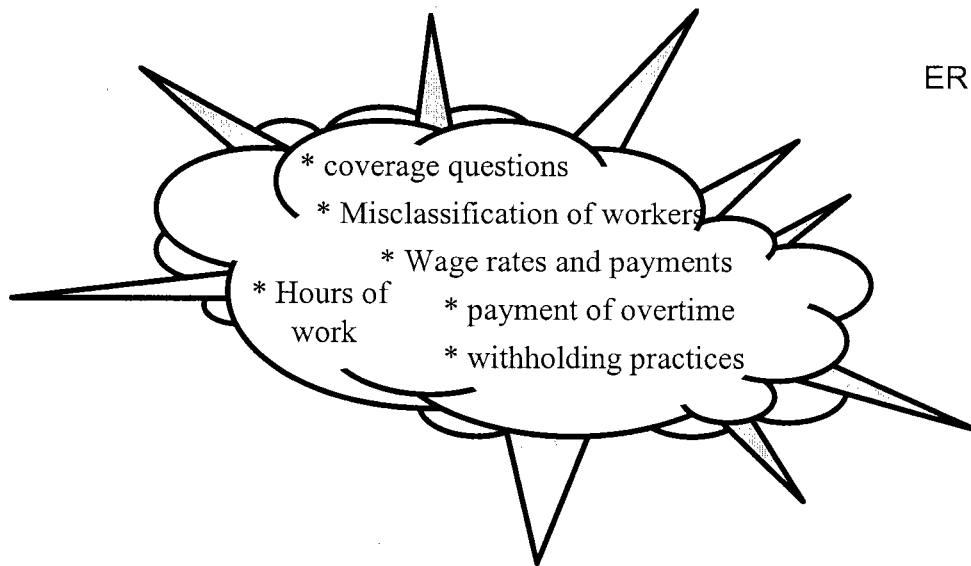 ER
* coverage questions
* Misclassification of workers
* Wage rates and payments
* Hours of
work
* payment of overtime
* withholding practices